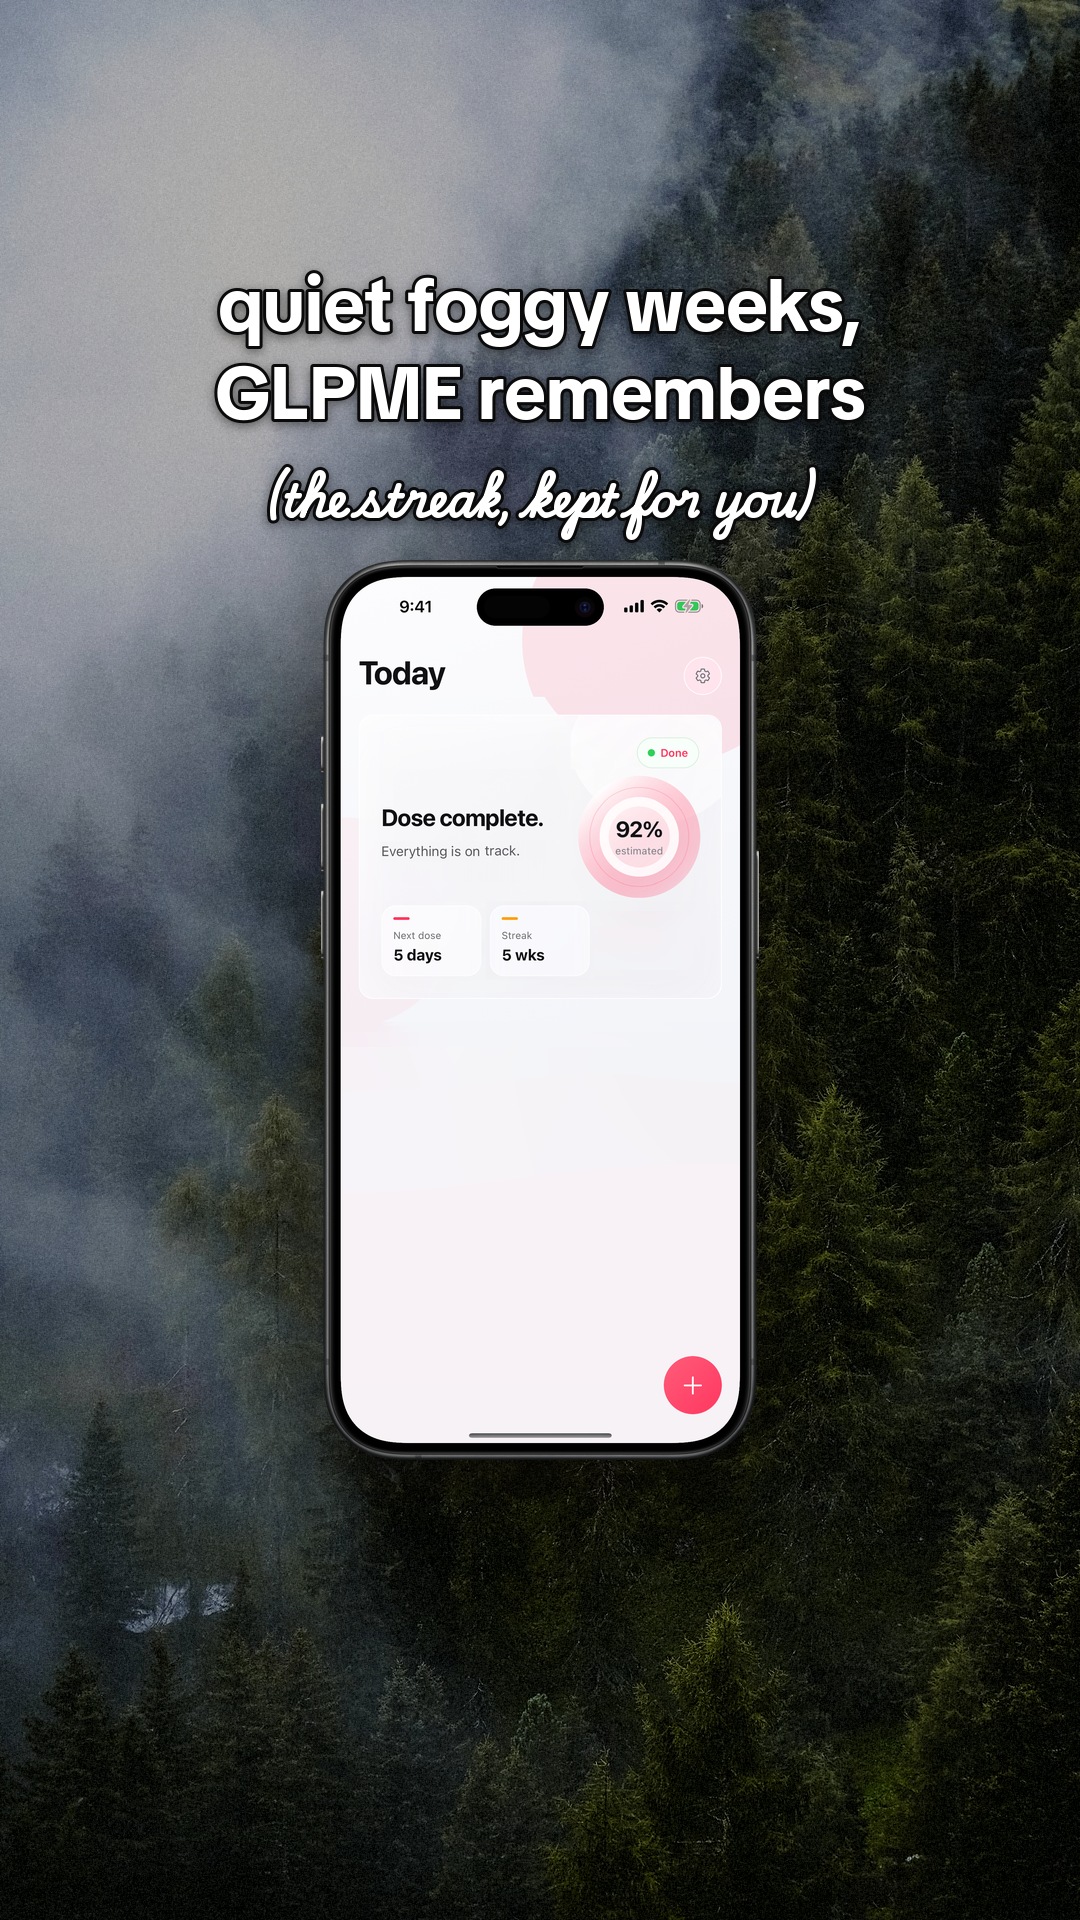 quiet foggy weeks,
GLPME remembers
(the streak, kept for you)
9:41
Today
Done
Dose complete.
Everything is on track.
92%
estimated
Next dose
5 days
Streak
5 wks